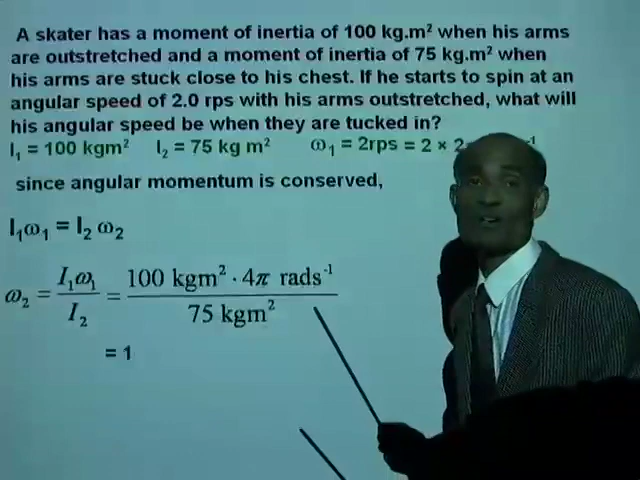 A skater has a moment of inertia of 100 kg.m² when his arms
are outstretched and a moment of inertia of 75 kg.m² when
his arms are stuck close to his chest. If he starts to spin at an
angular speed of 2.0 rps with his arms outstretched, what will
his angular speed be when they are tucked in?
I₁ = 100 kgm² I₂ = 75 kg m² ω₁ = 2rps = 2 × 2 ⁻¹
since angular momentum is conserved,
I₁ω₁ = I₂ ω₂
ω₂ = I₁ω₁ / I₂ = 100 kgm² · 4π rads⁻¹ / 75 kgm²
= 1